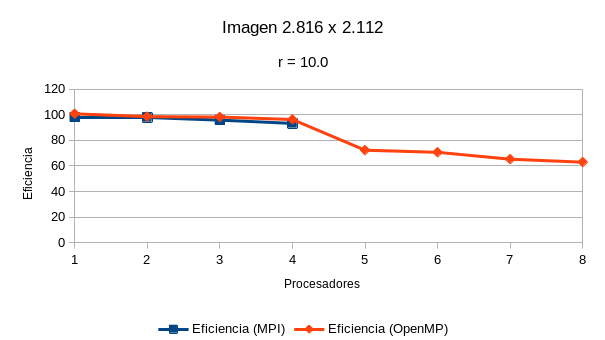 Imagen 2.816 x 2.112
r = 10.0
120
100
80
60
40
20
0
Eficiencia
1 2 3 4 5 6 7 8
Procesadores
Eficiencia (MPI) Eficiencia (OpenMP)